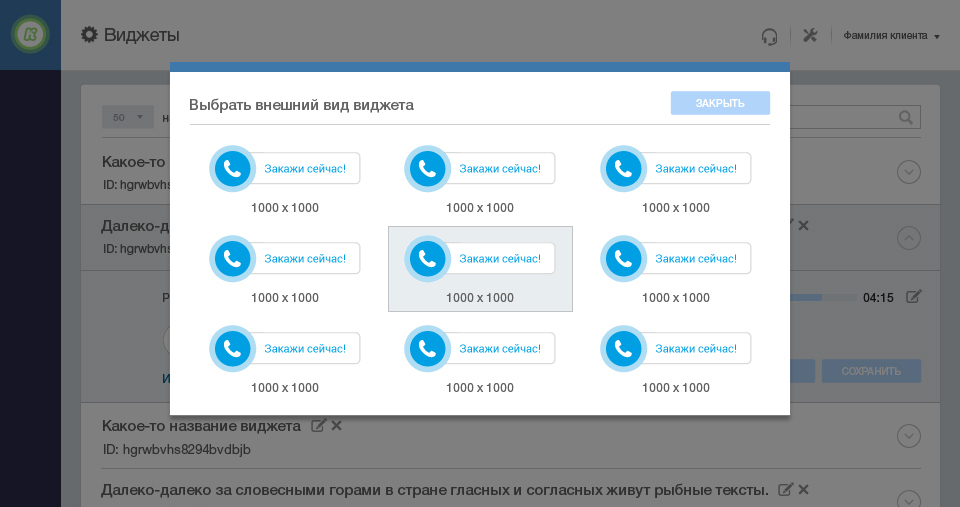 Виджеты
Фамилия клиента
Выбрать внешний вид виджета
ЗАКРЫТЬ
50
Какое-то
ID: hgrwbvhs
Закажи сейчас! Закажи сейчас! Закажи сейчас!
1000 x 1000 1000 x 1000 1000 x 1000
ID: hgrwbvhs
Закажи сейчас! Закажи сейчас! Закажи сейчас!
1000 x 1000 1000 x 1000 1000 x 1000
04:15
Закажи сейчас! Закажи сейчас! Закажи сейчас!
1000 x 1000 1000 x 1000 1000 x 1000
СОХРАНИТЬ
Какое-то название виджета
ID: hgrwbvhs8294bvdbjb
Далеко-далеко за словесными горами в стране гласных и согласных живут рыбные тексты.